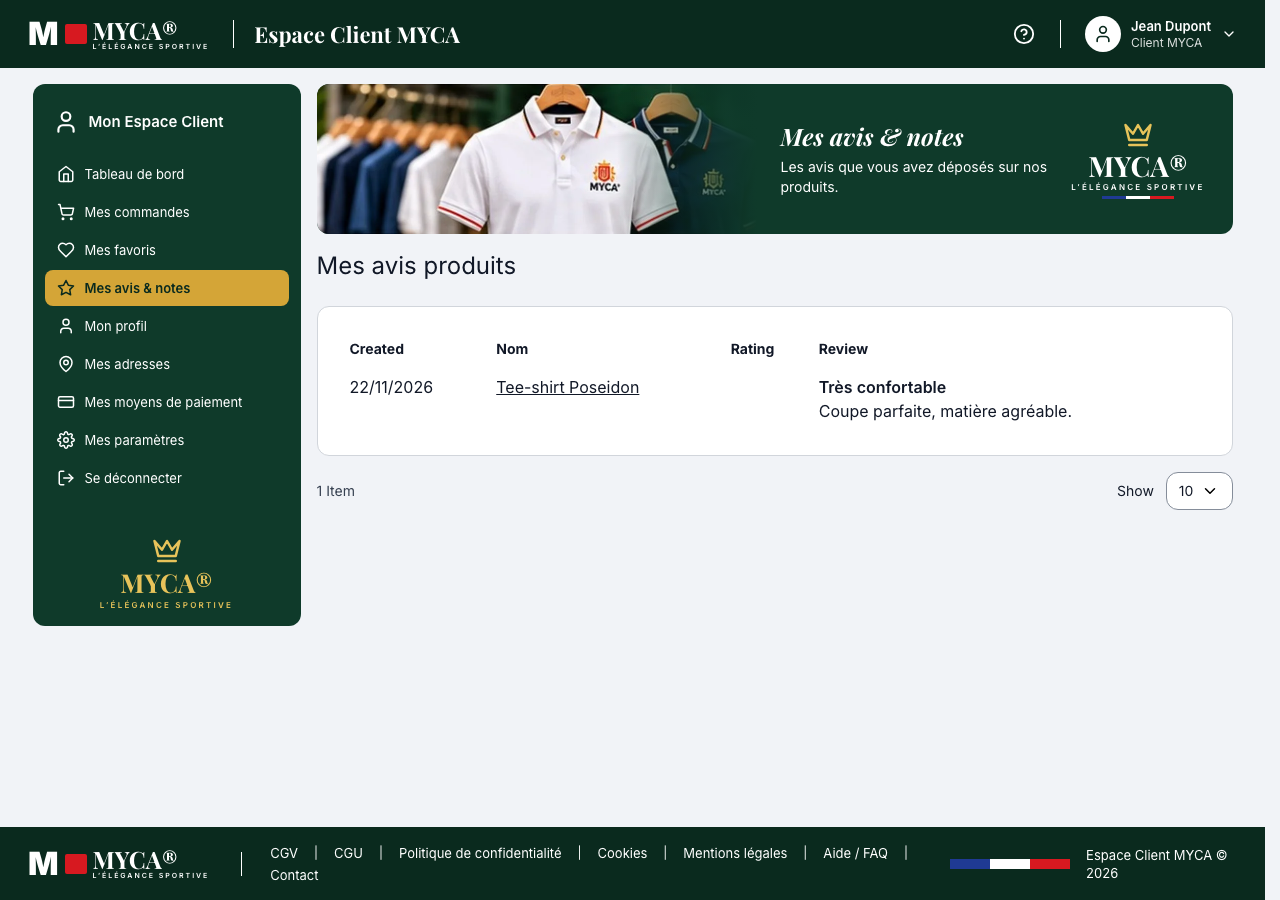 M MYCA®
L'ÉLÉGANCE SPORTIVE
Espace Client MYCA
Jean Dupont
Client MYCA
Mon Espace Client
Tableau de bord
Mes commandes
Mes favoris
Mes avis & notes
Mon profil
Mes adresses
Mes moyens de paiement
Mes paramètres
Se déconnecter
MYCA®
L'ÉLÉGANCE SPORTIVE
MYCA
MYCA
Mes avis & notes
Les avis que vous avez déposés sur nos
produits.
MYCA®
L'ÉLÉGANCE SPORTIVE
Mes avis produits
Created Nom Rating Review
22/11/2026 Tee-shirt Poseidon Très confortable
Coupe parfaite, matière agréable.
1 Item
Show 10
M MYCA®
L'ÉLÉGANCE SPORTIVE
CGV | CGU | Politique de confidentialité | Cookies | Mentions légales | Aide / FAQ |
Contact
Espace Client MYCA ©
2026